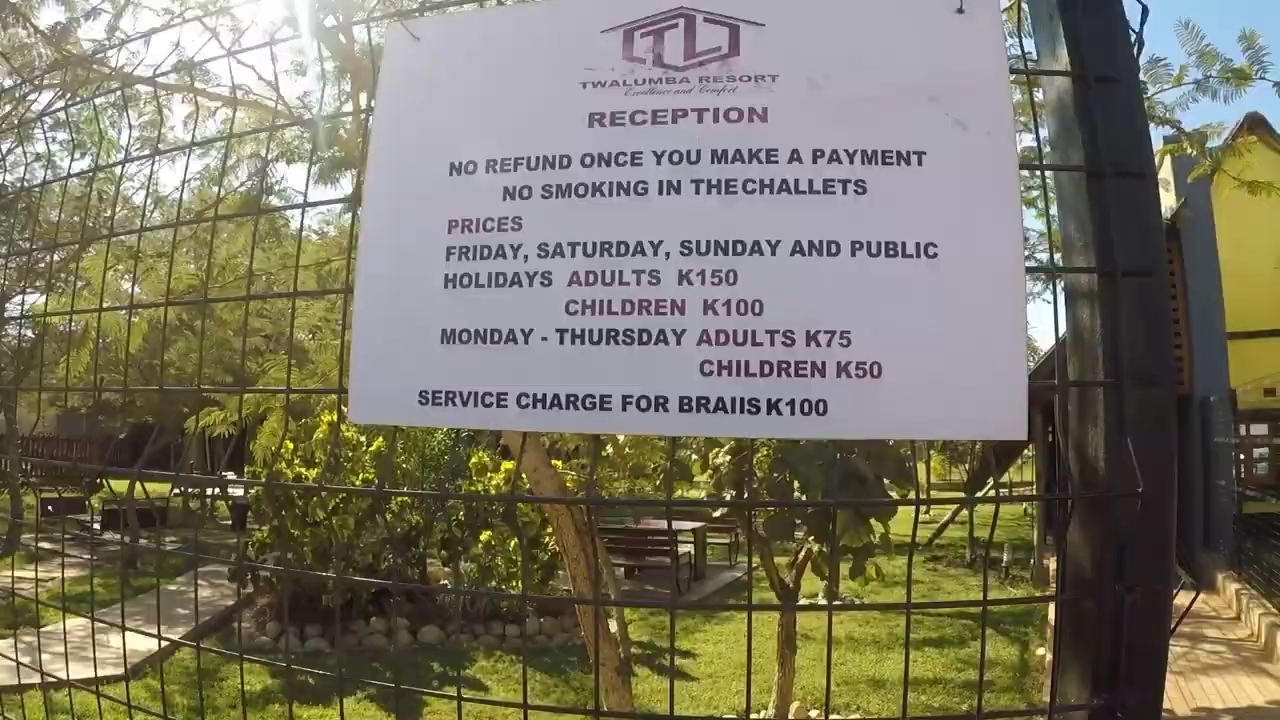 TLJ
TWALUMBA RESORT
Excellence and Comfort
RECEPTION
NO REFUND ONCE YOU MAKE A PAYMENT
NO SMOKING IN THE CHALLETS
PRICES
FRIDAY, SATURDAY, SUNDAY AND PUBLIC
HOLIDAYS ADULTS K150
CHILDREN K100
MONDAY - THURSDAY ADULTS K75
CHILDREN K50
SERVICE CHARGE FOR BRAIIS K100